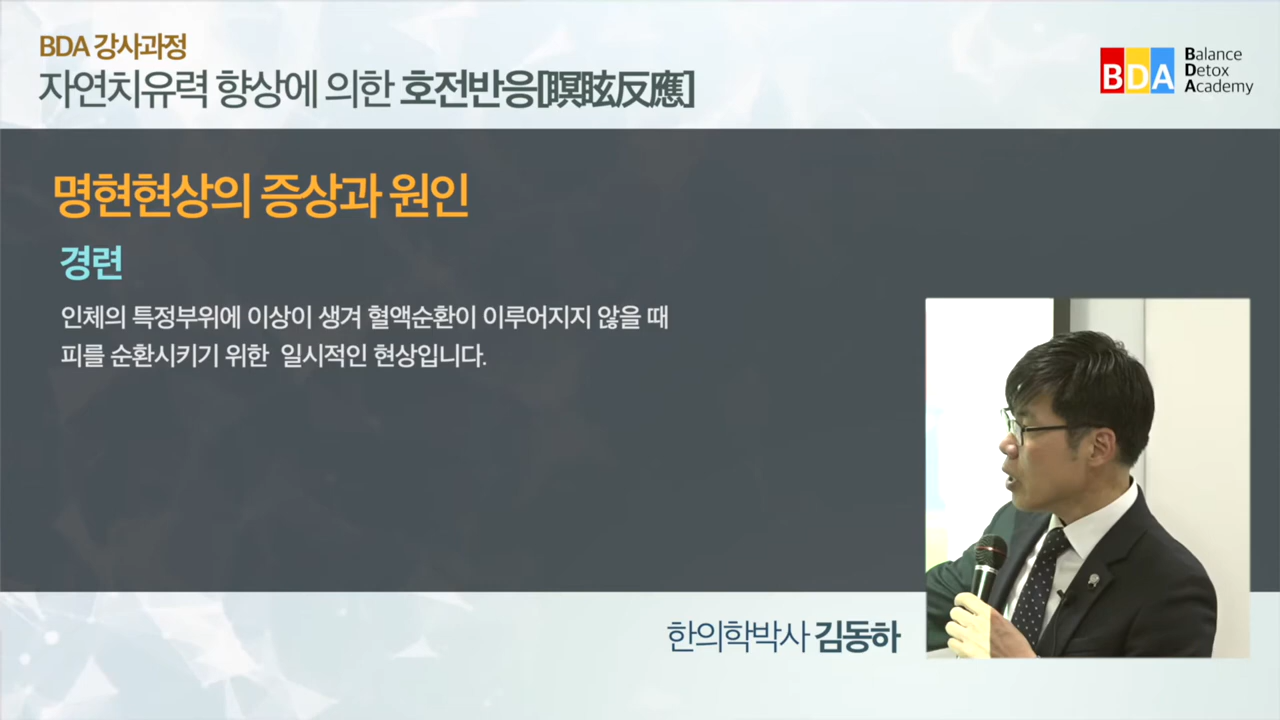 BDA 강사과정
자연치유력 향상에 의한 호전반응[瞑眩反應]
BDA Balance Detox Academy
명현현상의 증상과 원인
경련
인체의 특정부위에 이상이 생겨 혈액순환이 이루어지지 않을 때
피를 순환시키기 위한 일시적인 현상입니다.
한의학박사 김동하